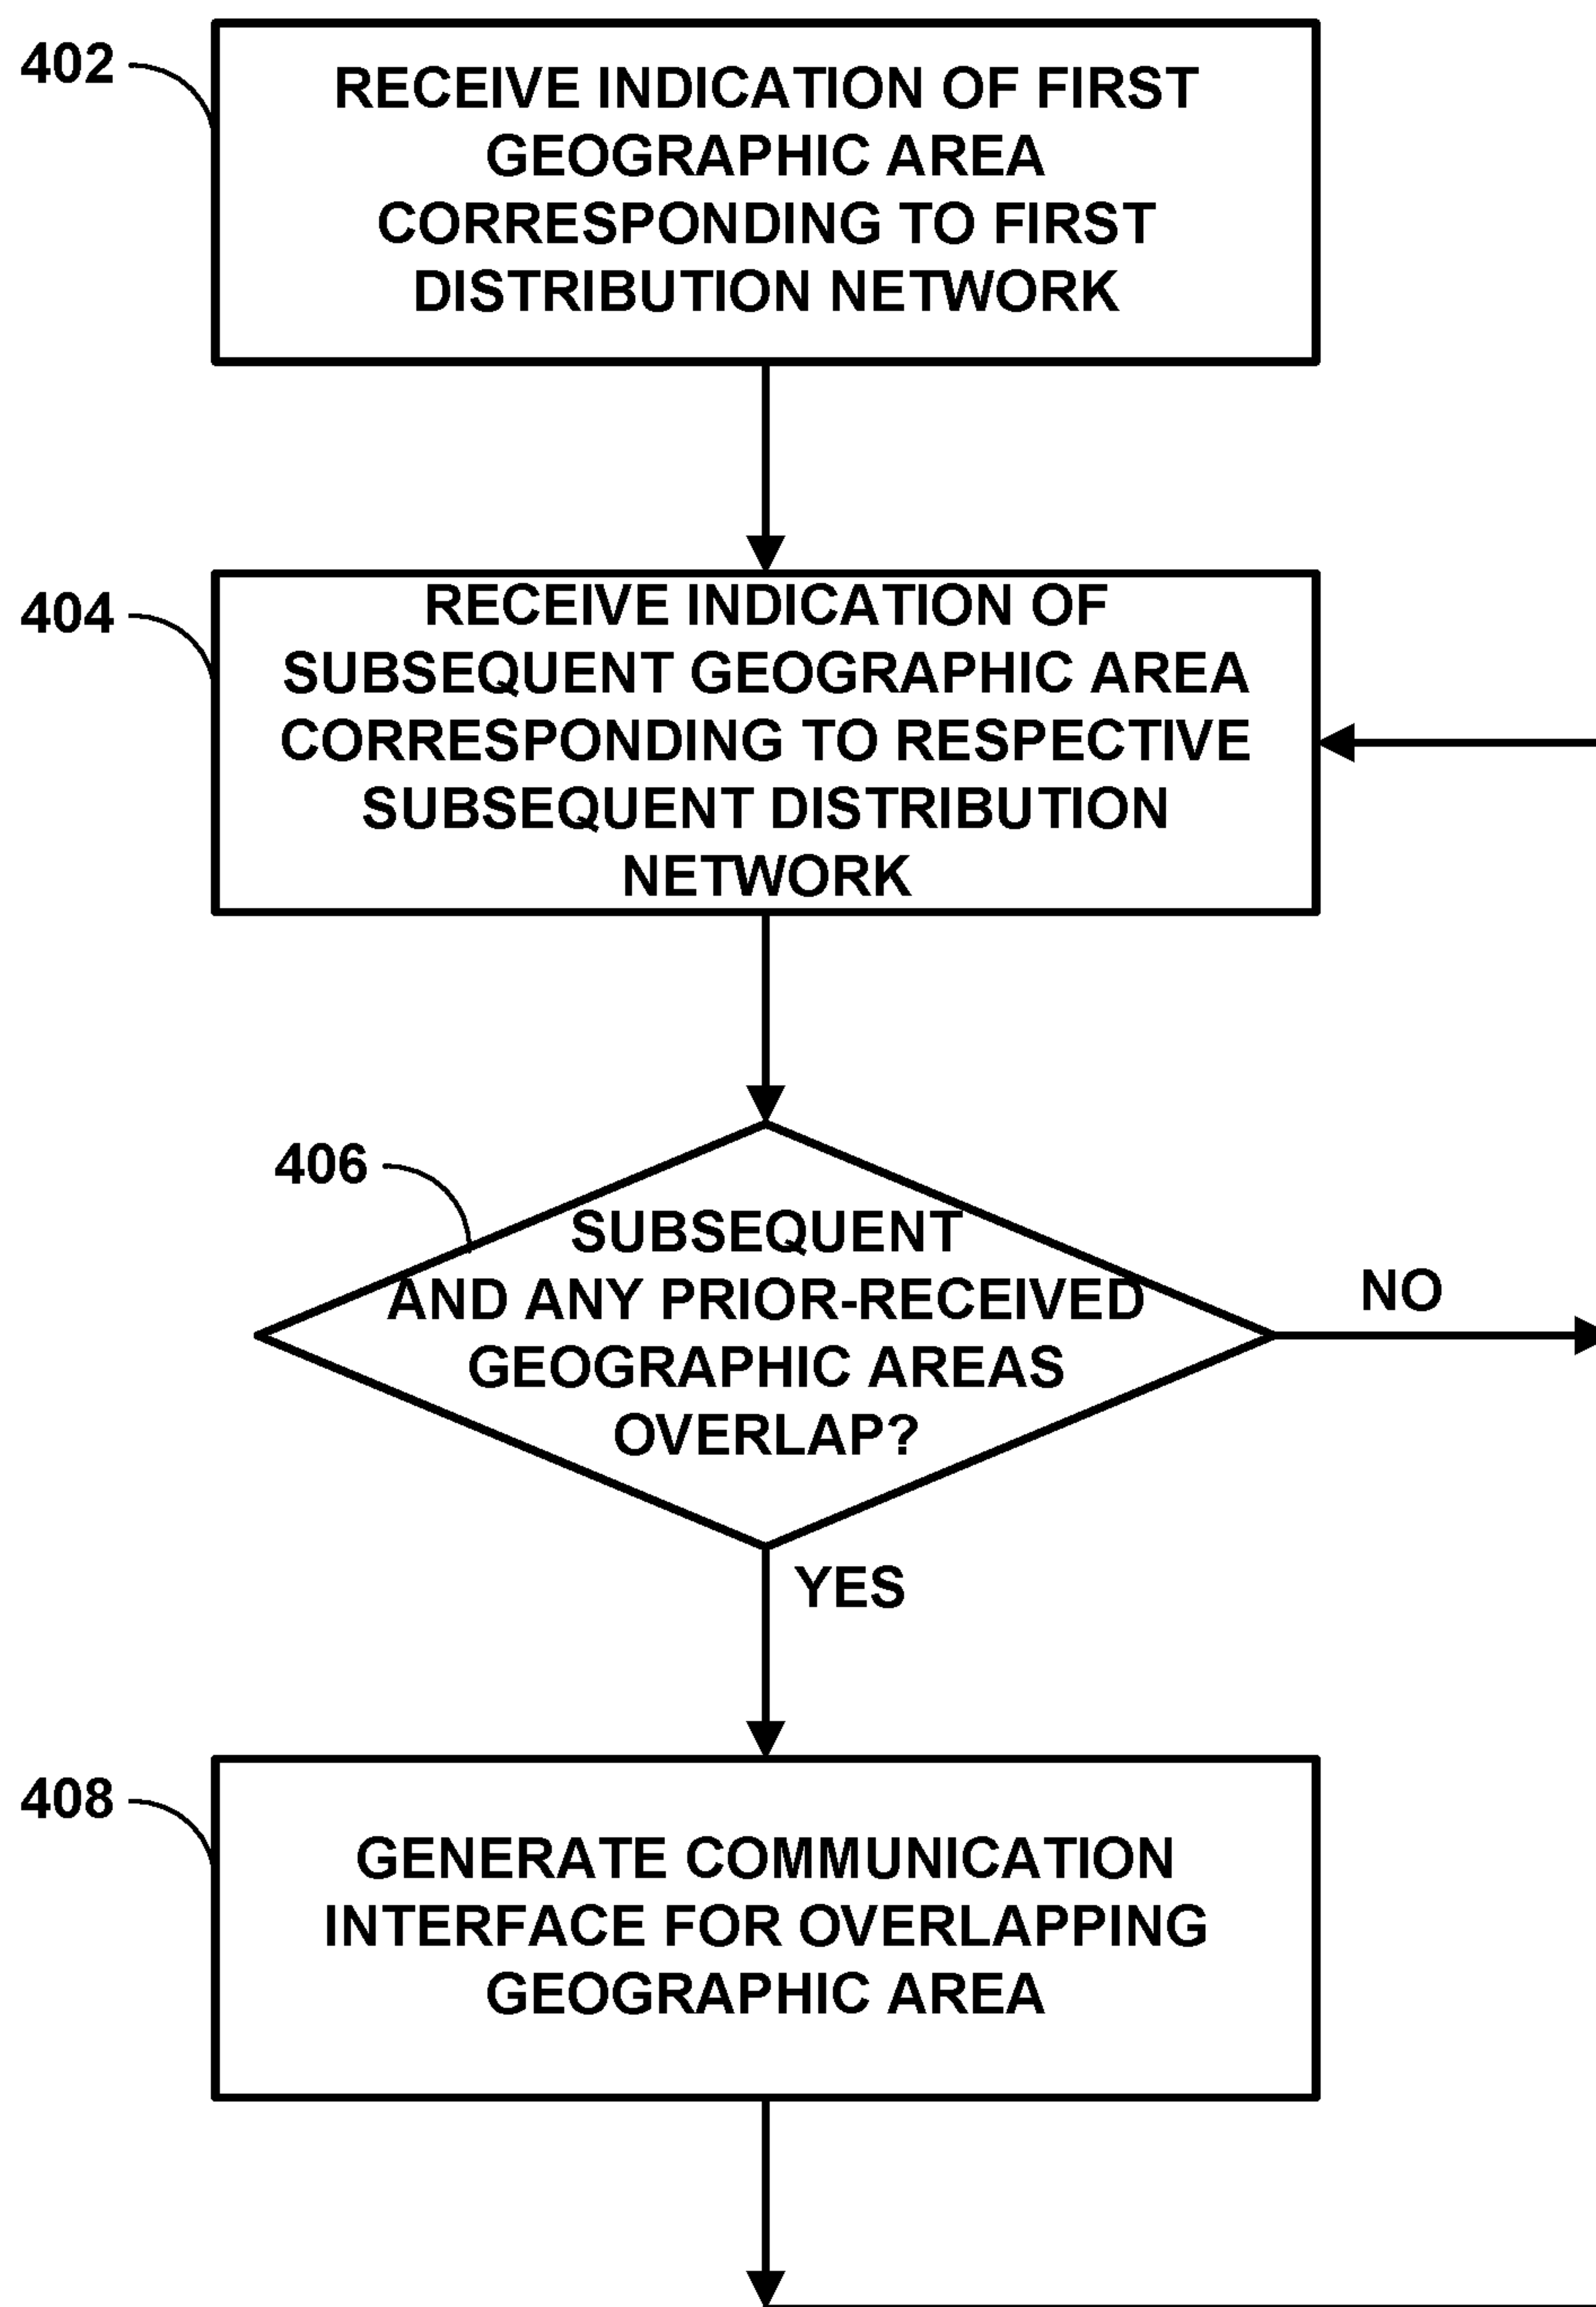 402
RECEIVE INDICATION OF FIRST
GEOGRAPHIC AREA
CORRESPONDING TO FIRST
DISTRIBUTION NETWORK
404
RECEIVE INDICATION OF
SUBSEQUENT GEOGRAPHIC AREA
CORRESPONDING TO RESPECTIVE
SUBSEQUENT DISTRIBUTION
NETWORK
406
SUBSEQUENT
AND ANY PRIOR-RECEIVED
GEOGRAPHIC AREAS
OVERLAP?
NO
YES
408
GENERATE COMMUNICATION
INTERFACE FOR OVERLAPPING
GEOGRAPHIC AREA